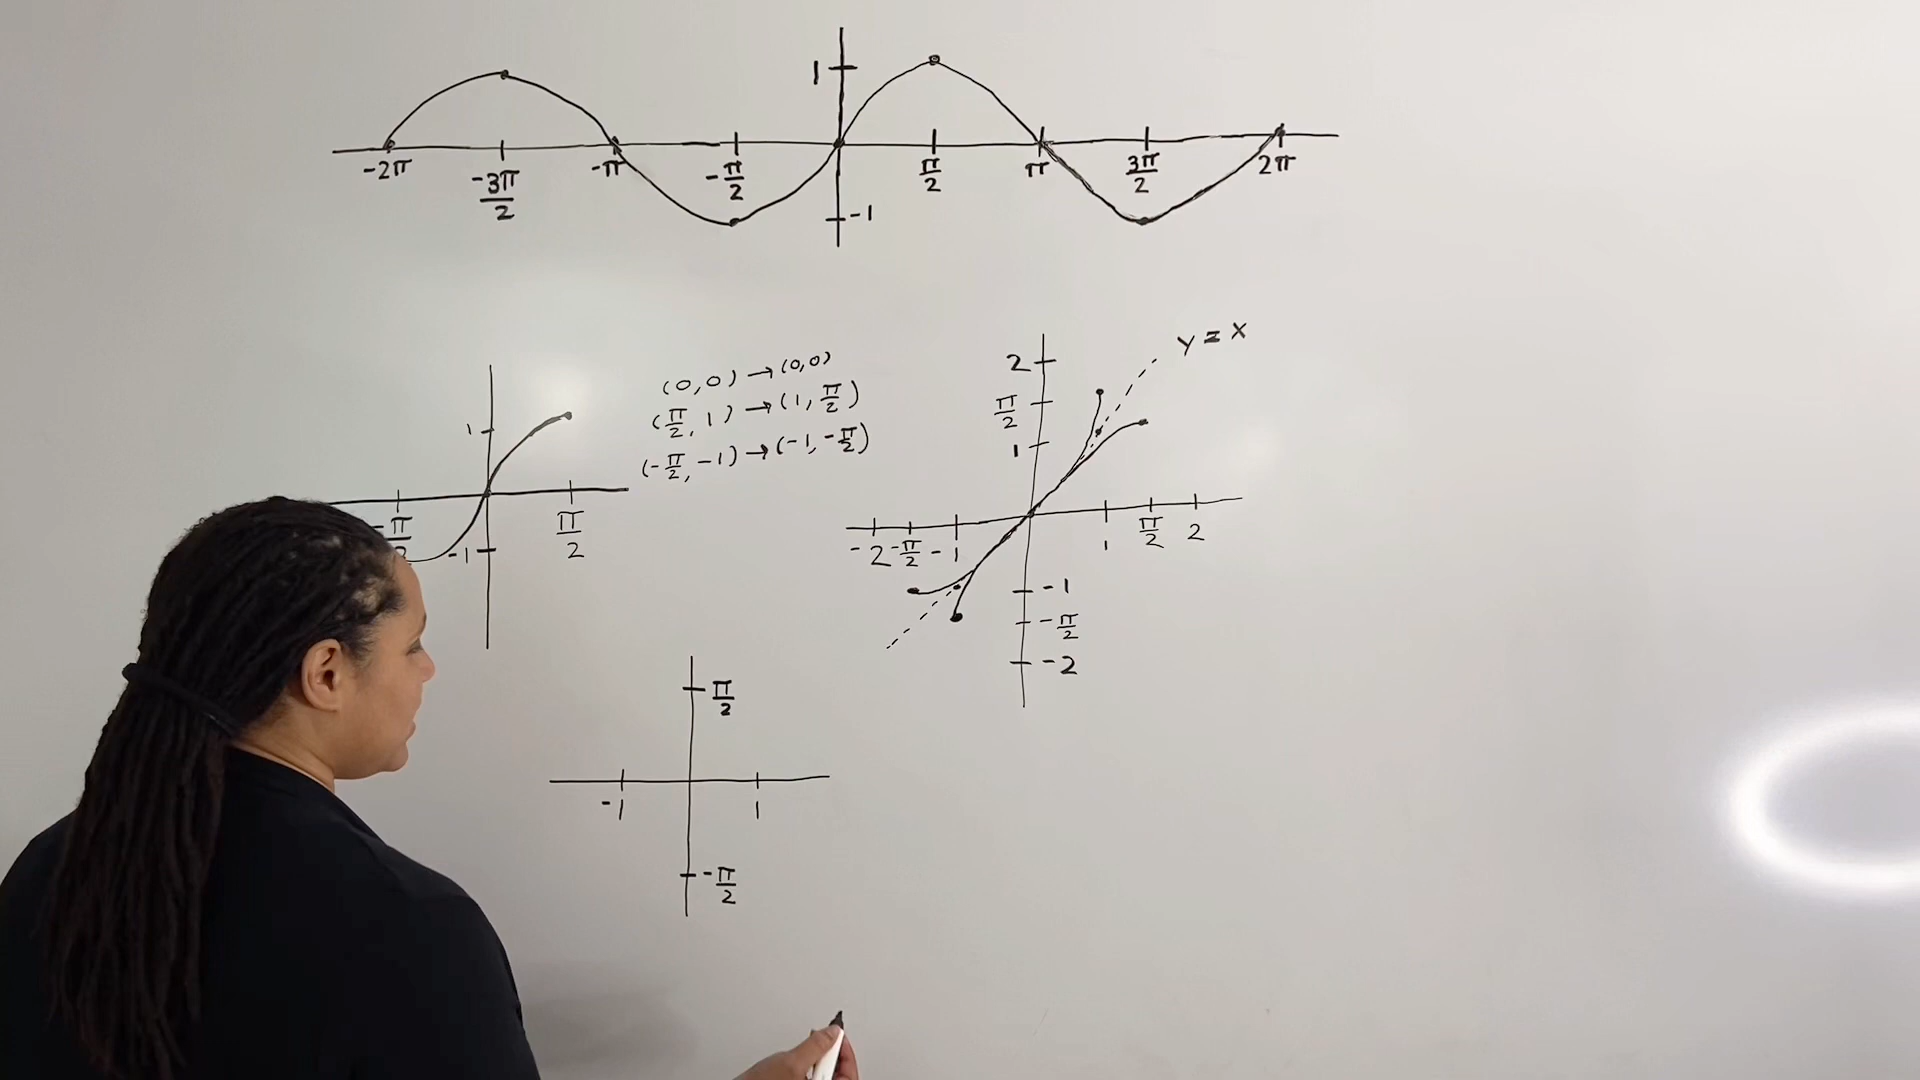 1
-2π -3π/2 -π -π/2 π/2 π 3π/2 2π
-1
y = x
2
π/2
1
-2 -π/2 -1 1 π/2 2
-1
-π/2
-2
(0,0) → (0,0)
(π/2, 1) → (1, π/2)
(-π/2, -1) → (-1, -π/2)
1
-π/2 π/2
-1
π/2
-1 1
-π/2